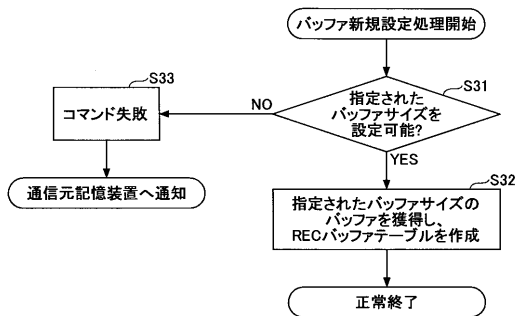 バッファ新規設定処理開始
S31
指定された
バッファサイズを
設定可能?
NO
S33
コマンド失敗
通信元記憶装置へ通知
YES
S32
指定されたバッファサイズの
バッファを獲得し、
RECバッファテーブルを作成
正常終了